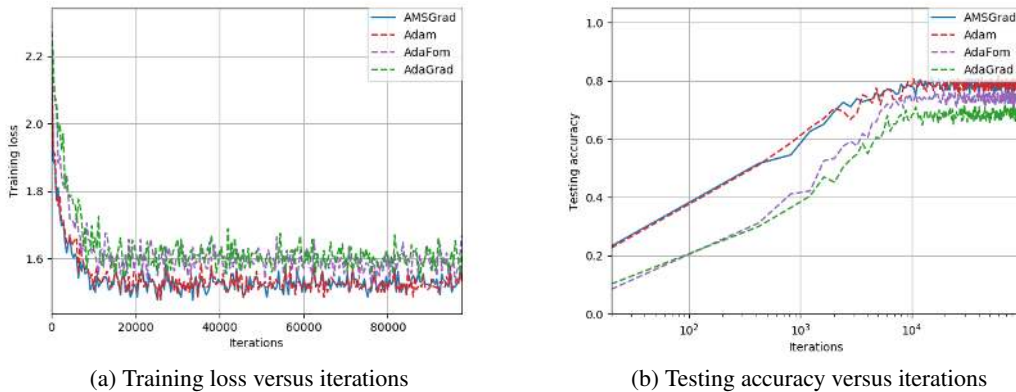 AMSGrad
Adam
AdaFom
AdaGrad
2.2
2.0
1.8
1.6
Training loss
0
20000
40000
60000
80000
Iterations
(a) Training loss versus iterations
AMSGrad
Adam
AdaFom
AdaGrad
1.0
0.8
0.6
0.4
0.2
0.0
Testing accuracy
10²
10³
10⁴
Iterations
(b) Testing accuracy versus iterations